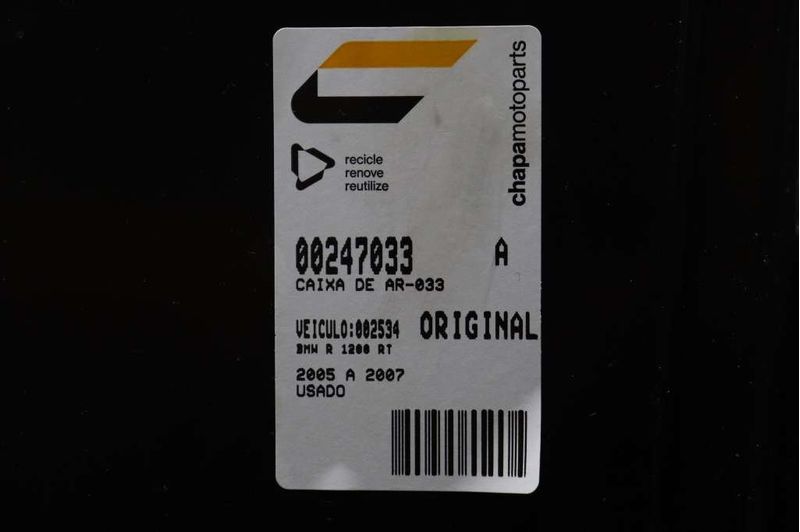 chapamotoparts
recicle
renove
reutilize
00247033 A
CAIXA DE AR-033
VEICULO:002534 ORIGINAL
BMW R 1200 RT
2005 A 2007
USADO